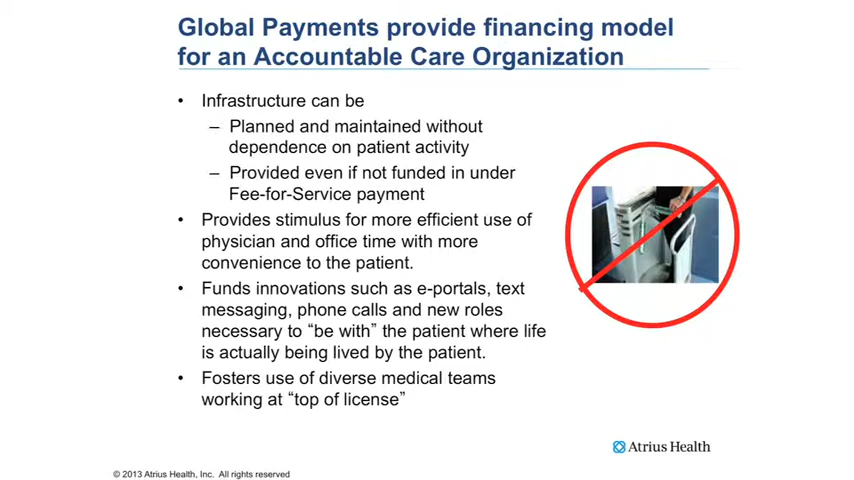 Global Payments provide financing model
for an Accountable Care Organization
• Infrastructure can be
– Planned and maintained without
dependence on patient activity
– Provided even if not funded in under
Fee-for-Service payment
• Provides stimulus for more efficient use of
physician and office time with more
convenience to the patient.
• Funds innovations such as e-portals, text
messaging, phone calls and new roles
necessary to “be with” the patient where life
is actually being lived by the patient.
• Fosters use of diverse medical teams
working at “top of license”
Atrius Health
© 2013 Atrius Health, Inc. All rights reserved